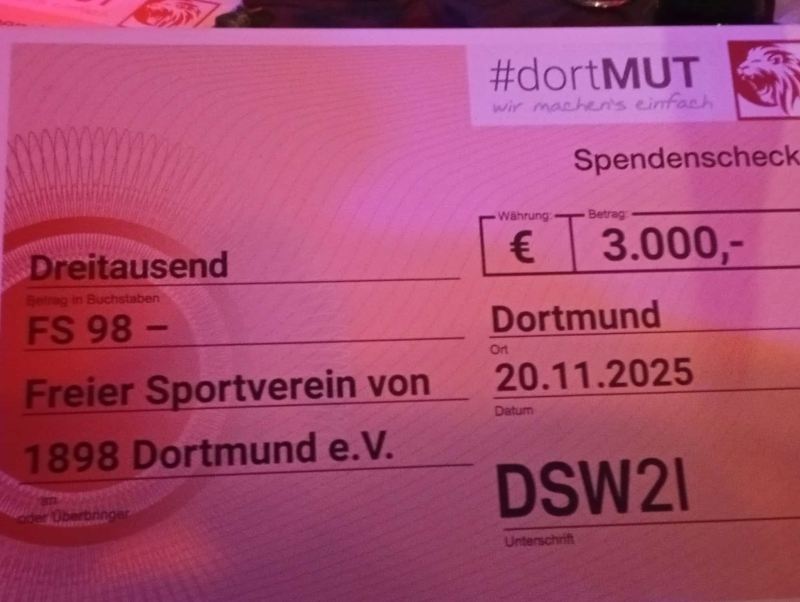 #dortMUT
wir machen's einfach
Spendenscheck
Währung:
Betrag:
€
3.000,-
Dreitausend
Betrag in Buchstaben
FS 98 –
Freier Sportverein von
1898 Dortmund e.V.
an
oder Überbringer
Dortmund
Ort
20.11.2025
Datum
DSW21
Unterschrift